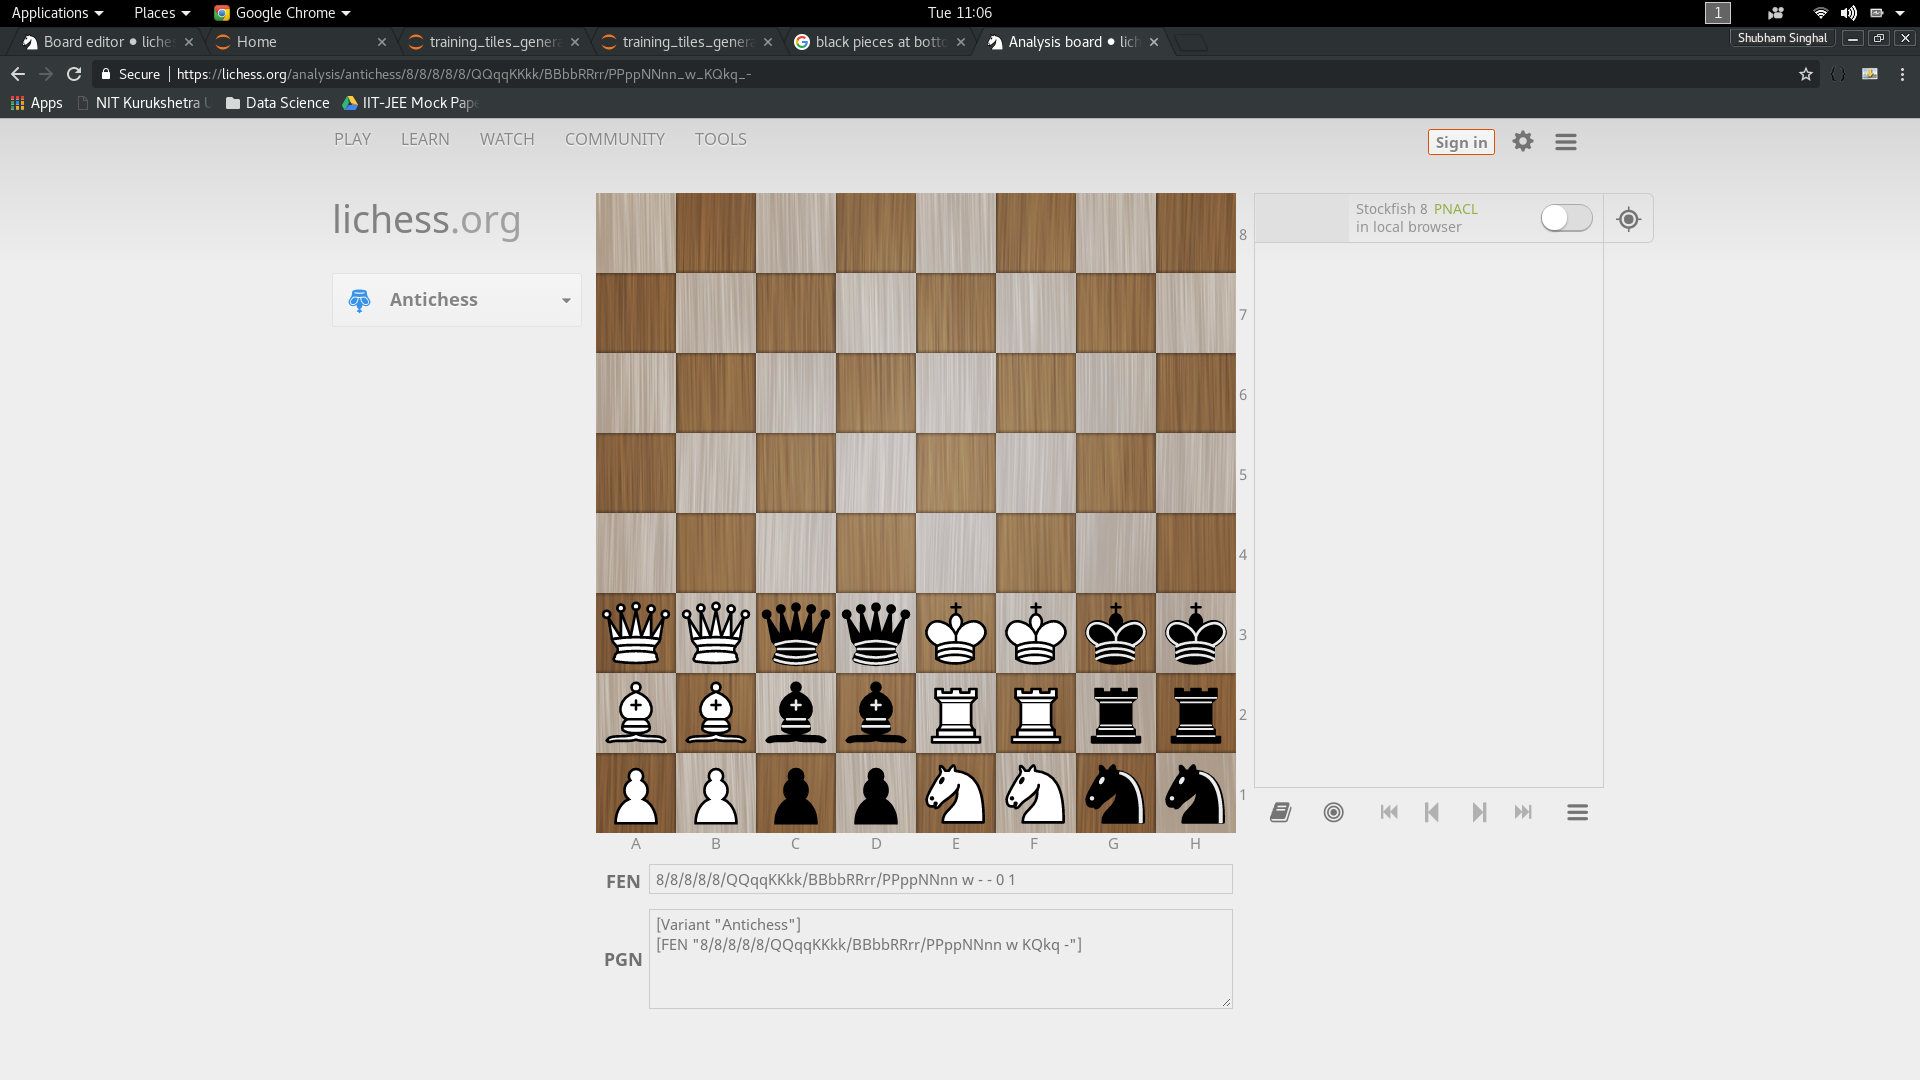 Applications Places Google Chrome Tue 11:06 1
Board editor • liches Home training_tiles_genera training_tiles_genera black pieces at botto Analysis board • lich Shubham Singhal
Secure https://lichess.org/analysis/antichess/8/8/8/8/8/QQqqKKkk/BBbbRRrr/PPppNNnn_w_KQkq_-
Apps NIT Kurukshetra U Data Science IIT-JEE Mock Pape
PLAY LEARN WATCH COMMUNITY TOOLS Sign in
lichess.org
Antichess
Stockfish 8 PNACL
in local browser
8
7
6
5
4
3
2
1
A B C D E F G H
FEN 8/8/8/8/8/QQqqKKkk/BBbbRRrr/PPppNNnn w - - 0 1
PGN [Variant "Antichess"]
[FEN "8/8/8/8/8/QQqqKKkk/BBbbRRrr/PPppNNnn w KQkq -"]